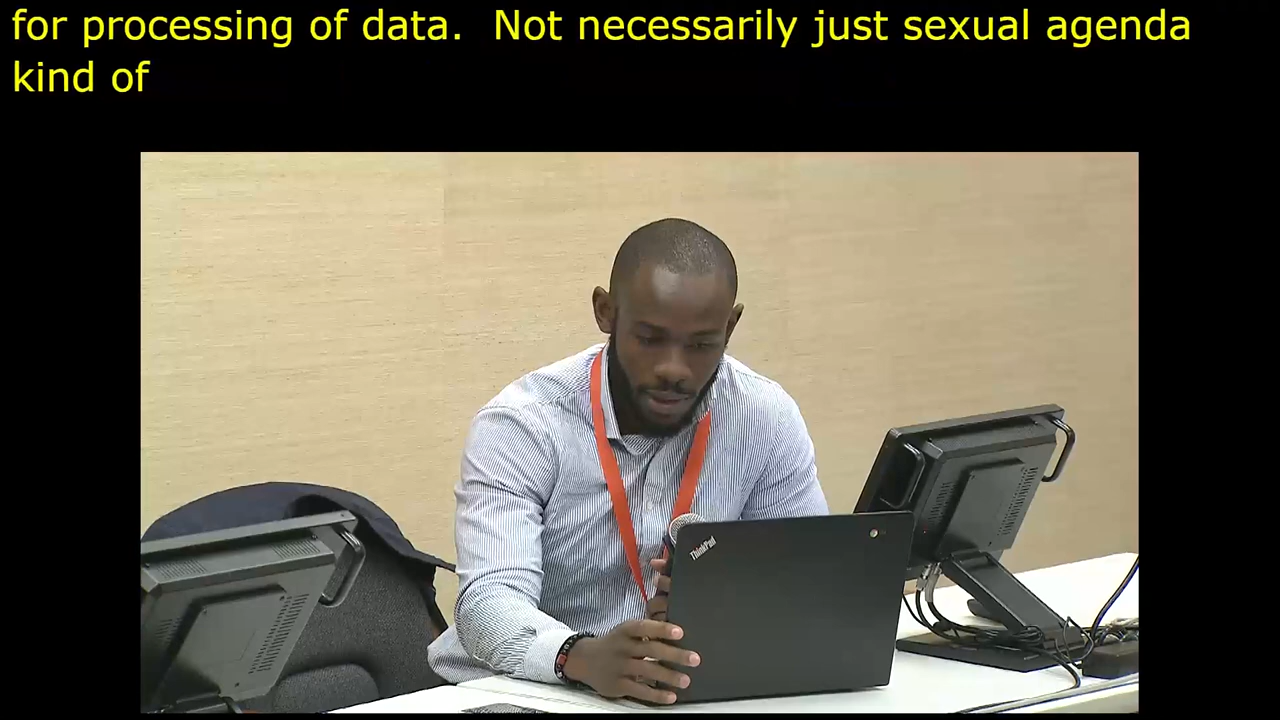 for processing of data.  Not necessarily just sexual agenda
kind of
ThinkPad